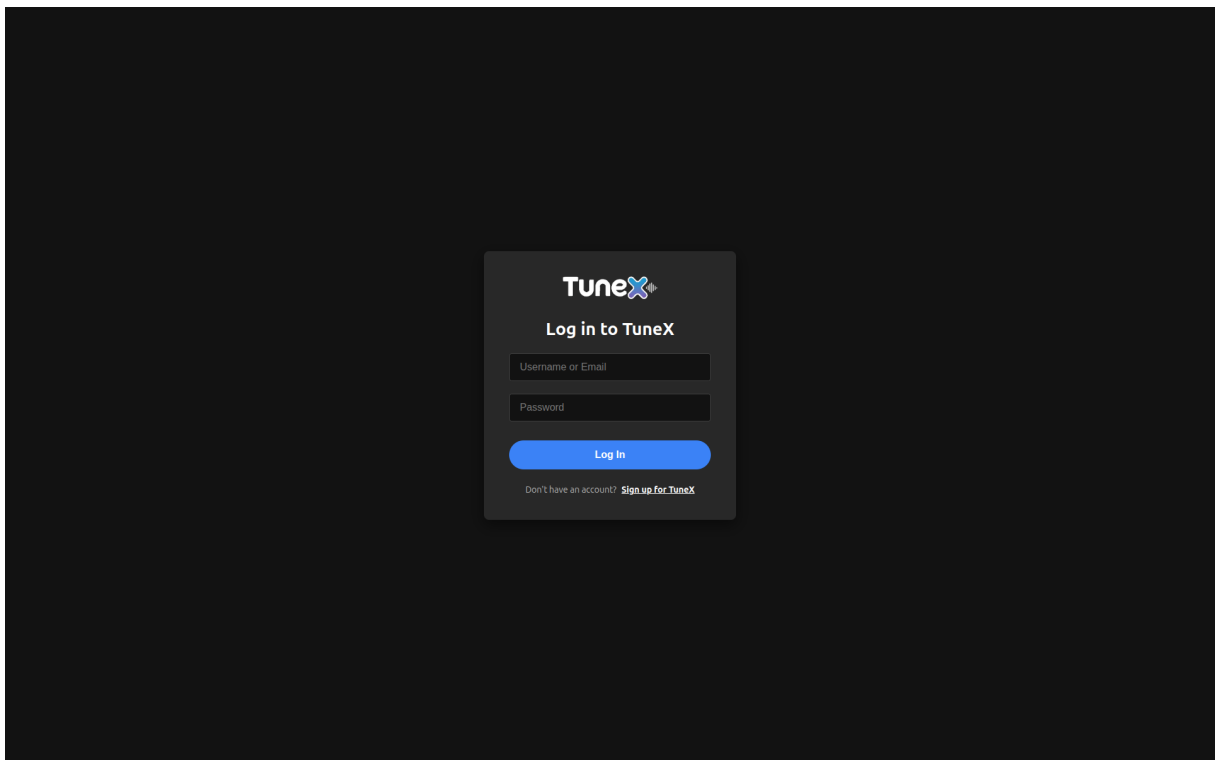 TuneX
Log in to TuneX
Username or Email
Password
Log In
Don't have an account? Sign up for TuneX